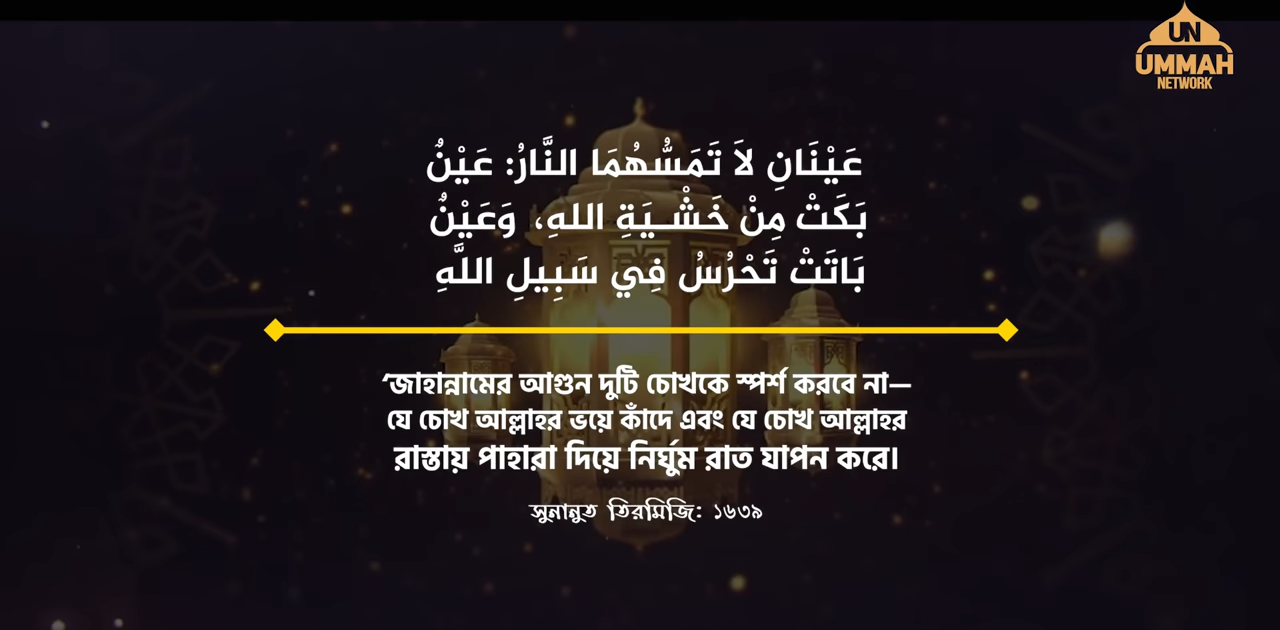 UN
UMMAH
NETWORK
عَيْنَانِ لاَ تَمَسُّهُمَا النَّارُ: عَيْنٌ
بَكَتْ مِنْ خَشْـيَةِ اللهِ، وَعَيْنٌ
بَاتَتْ تَحْرُسُ فِي سَبِيلِ اللَّهِ
‘জাহান্নামের আগুন দুটি চোখকে স্পর্শ করবে না—
যে চোখ আল্লাহর ভয়ে কাঁদে এবং যে চোখ আল্লাহর
রাস্তায় পাহারা দিয়ে নির্ঘুম রাত যাপন করে।
সুনানুত তিরমিজি: ১৬৩৯